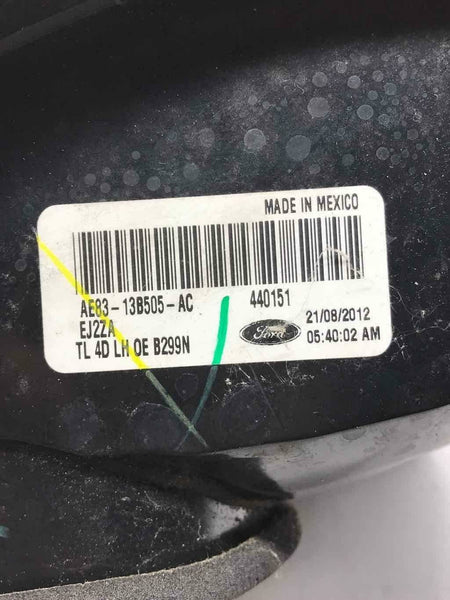 MADE IN MEXICO
AE83-13B505-AC 440151
EJ2ZA
TL 4D LH OE B299N
Ford
21/08/2012
05:40:02 AM